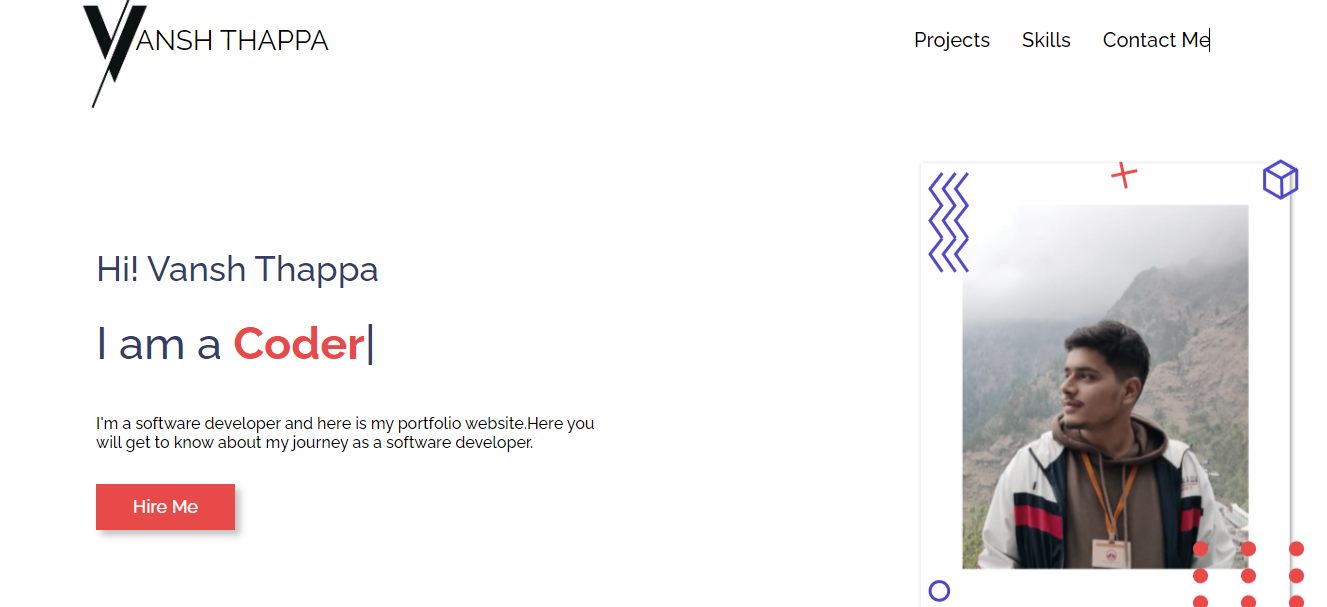 VANSH THAPPA
Projects Skills Contact Me
Hi! Vansh Thappa
I am a Coder|
I'm a software developer and here is my portfolio website.Here you
will get to know about my journey as a software developer.
Hire Me